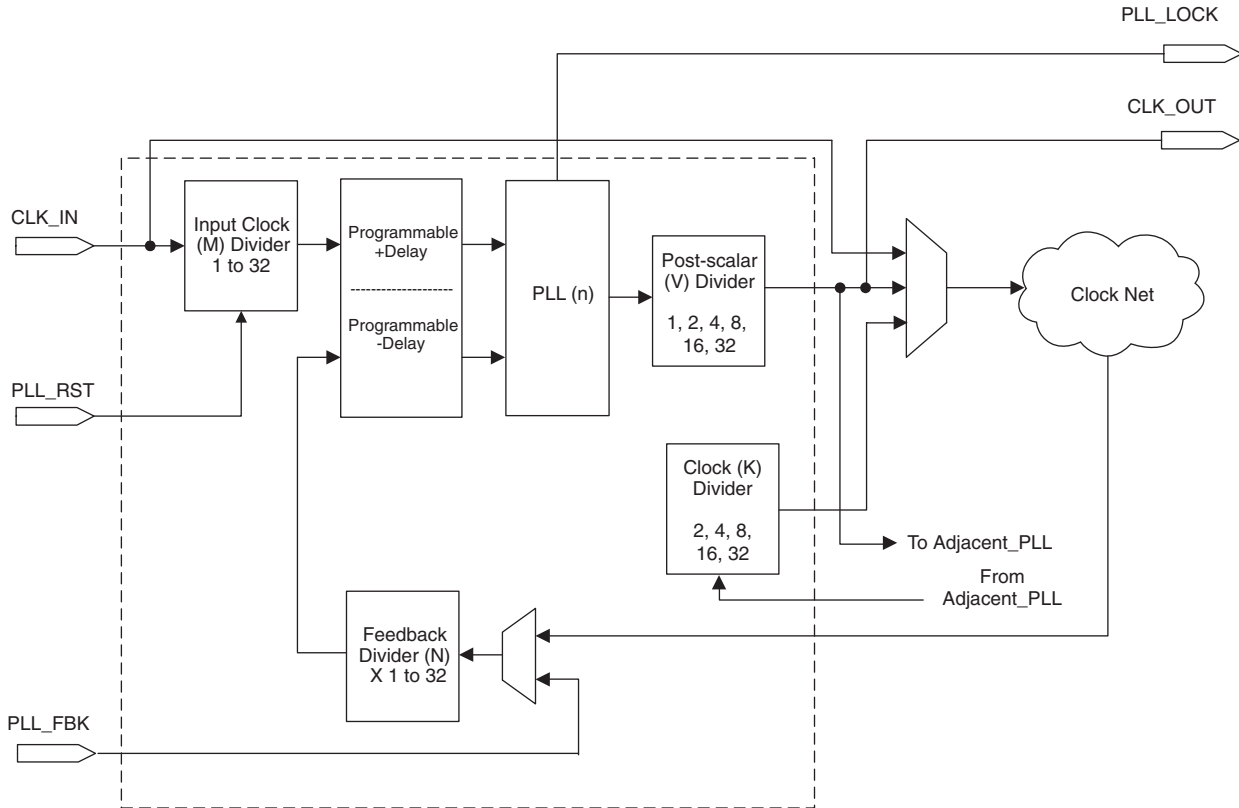 PLL_LOCK
CLK_OUT
CLK_IN
Input Clock
(M) Divider
1 to 32
Programmable
+Delay
--------------------
Programmable
-Delay
PLL (n)
Post-scalar
(V) Divider
1, 2, 4, 8,
16, 32
Clock Net
PLL_RST
Clock (K)
Divider
2, 4, 8,
16, 32
To Adjacent_PLL
From
Adjacent_PLL
Feedback
Divider (N)
X 1 to 32
PLL_FBK